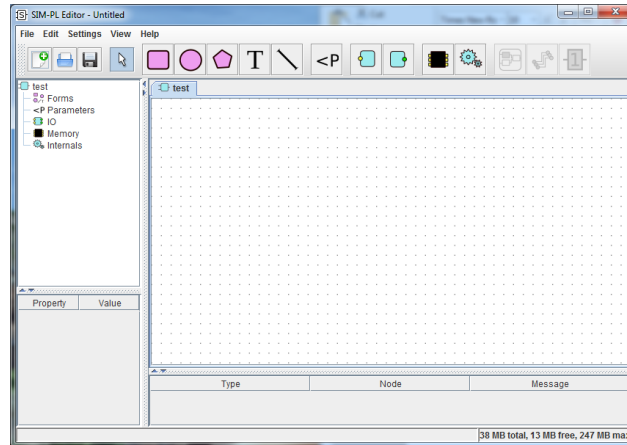 SIM-PL Editor - Untitled
File Edit Settings View Help
T <P
test
Forms
<P Parameters
IO
Memory
Internals
test
Property Value
Type Node Message
38 MB total, 13 MB free, 247 MB ma